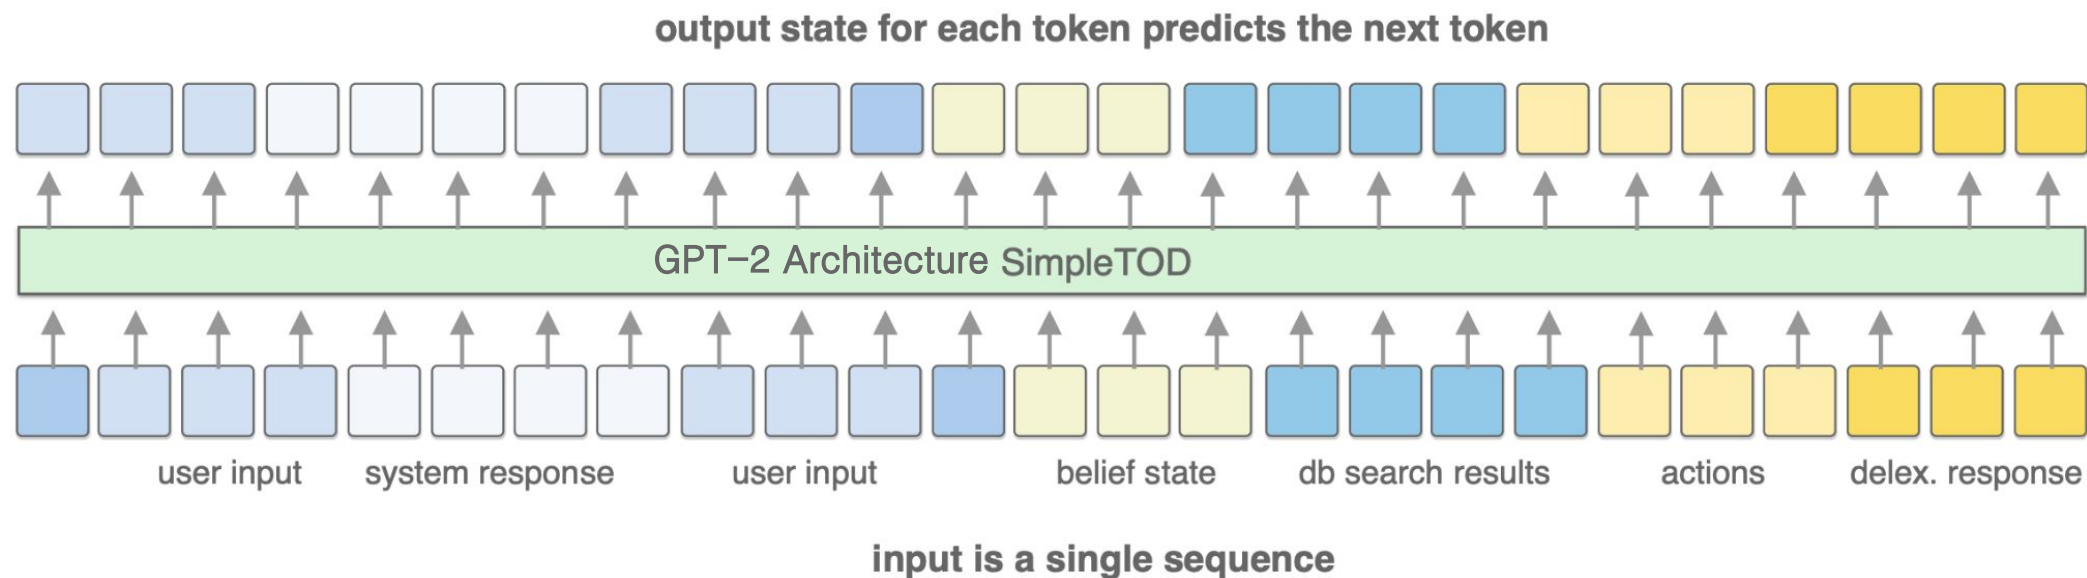 output state for each token predicts the next token
GPT-2 Architecture SimpleTOD
user input system response user input belief state db search results actions delex. response
input is a single sequence